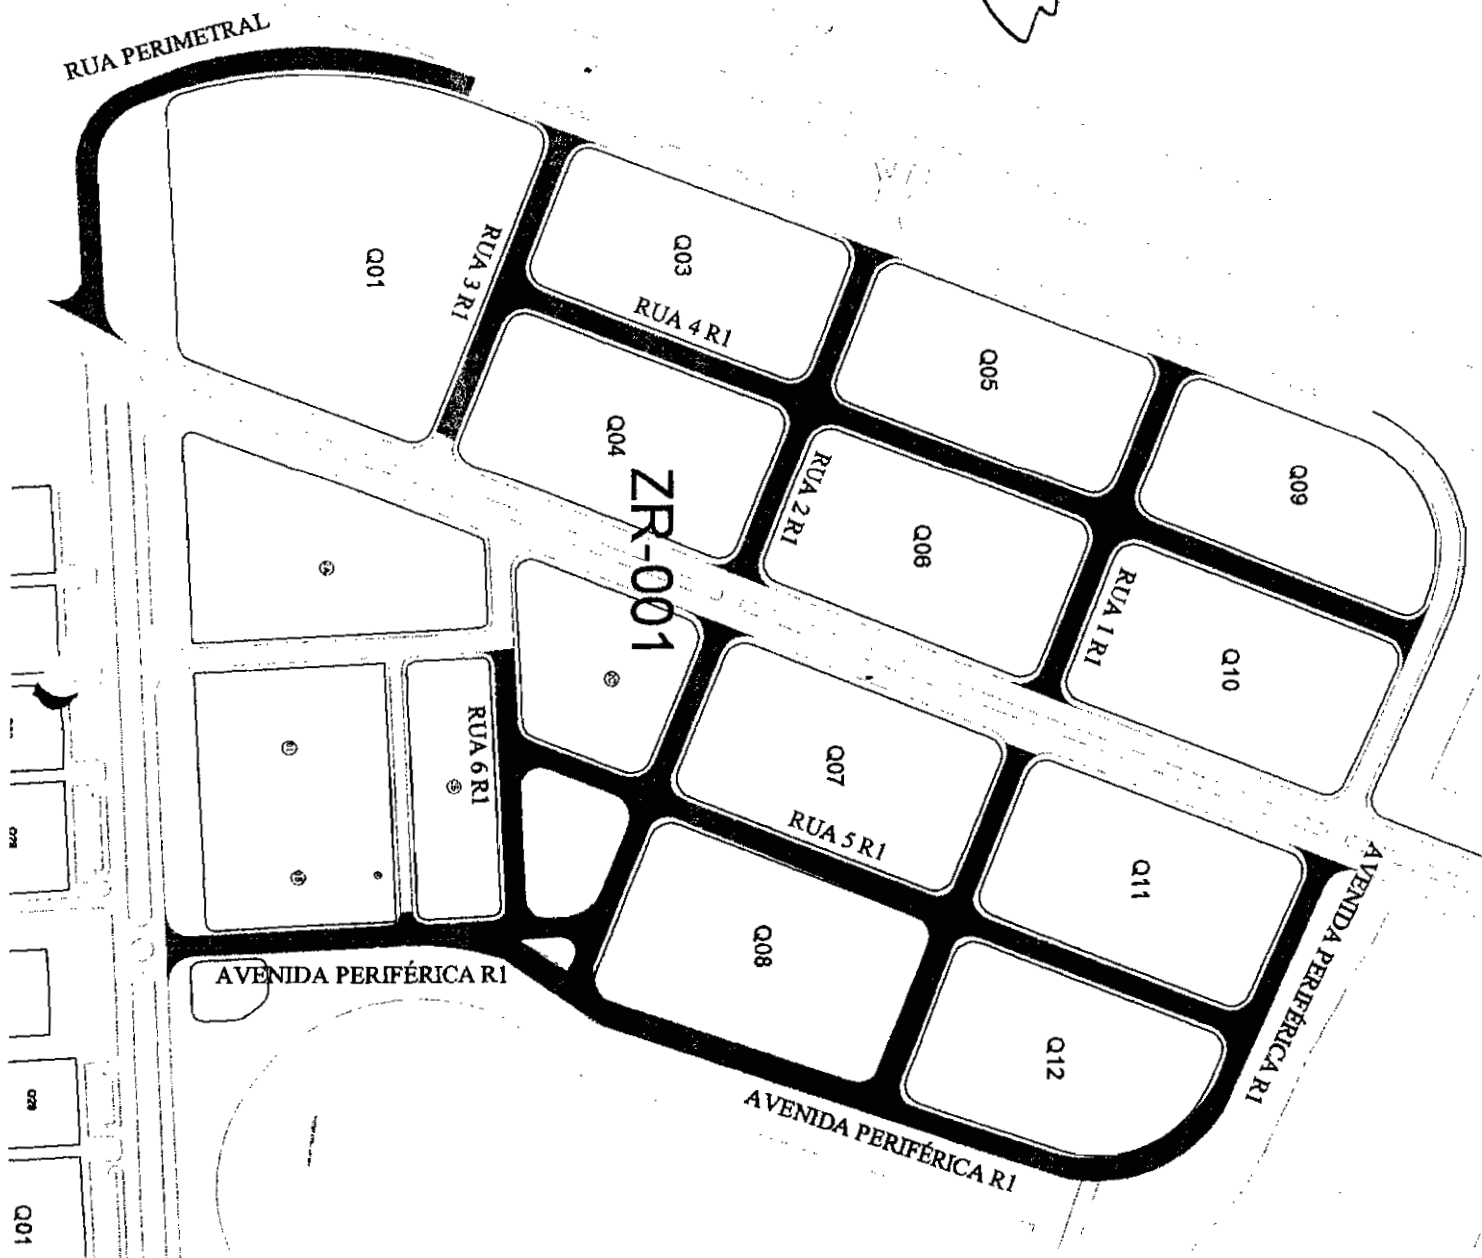 RUA PERIMETRAL
Q01
RUA 3 R1
Q03
RUA 4 R1
Q04
Q05
ZR-001
RUA 2 R1
Q06
Q09
RUA 1 R1
Q10
RUA 6 R1
Q07
RUA 5 R1
Q11
Q08
AVENIDA PERIFÉRICA R1
AVENIDA PERIFÉRICA R1
Q12
AVENIDA PERIFÉRICA R1
Q01